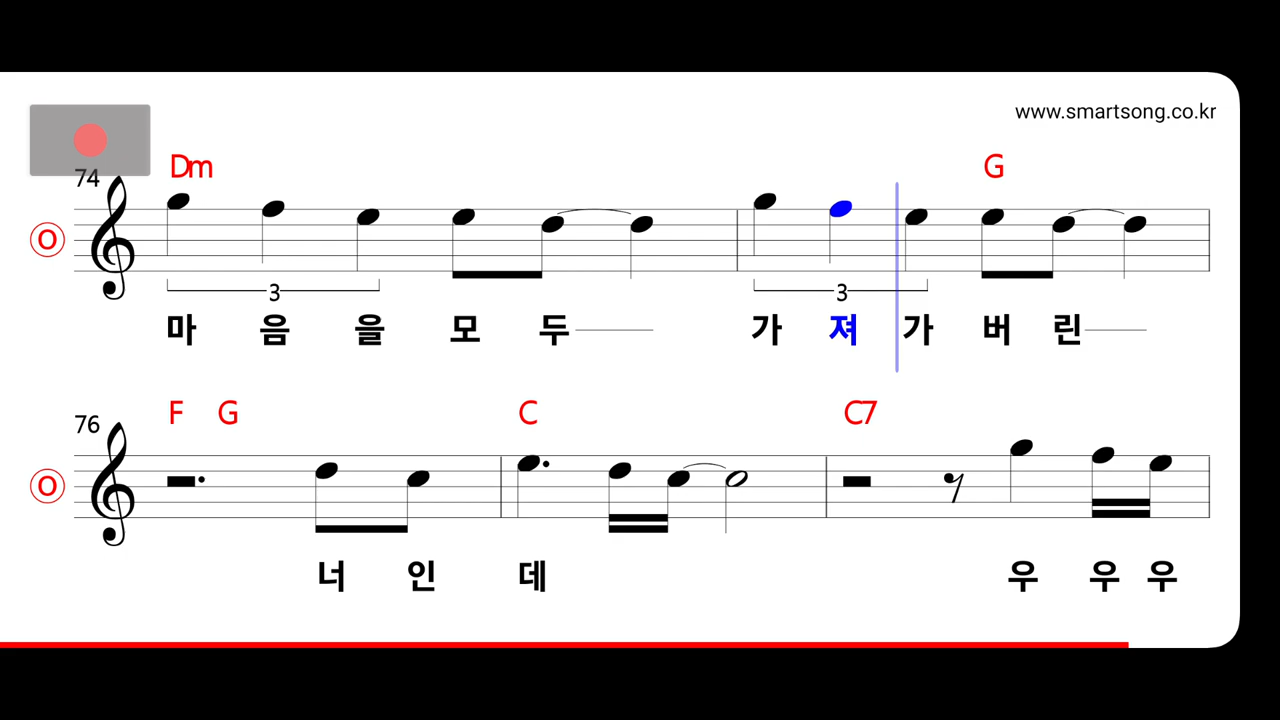 www.smartsong.co.kr
74
Dm G
O
3 3
마 음 을 모 두 가 져 가 버 린
76
F G C C7
O
너 인 데 우 우 우